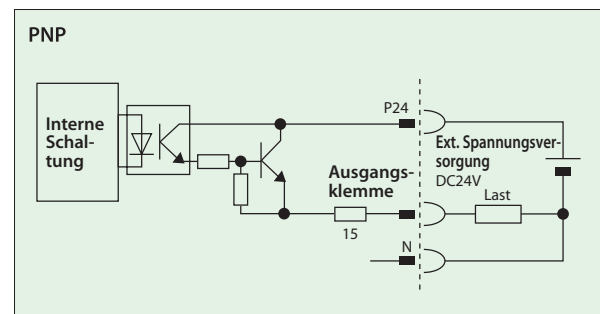 PNP
Interne
Schal-
tung
P24
Ext. Spannungsver-
sorgung
DC24V
Ausgangs-
klemme
Last
15
N